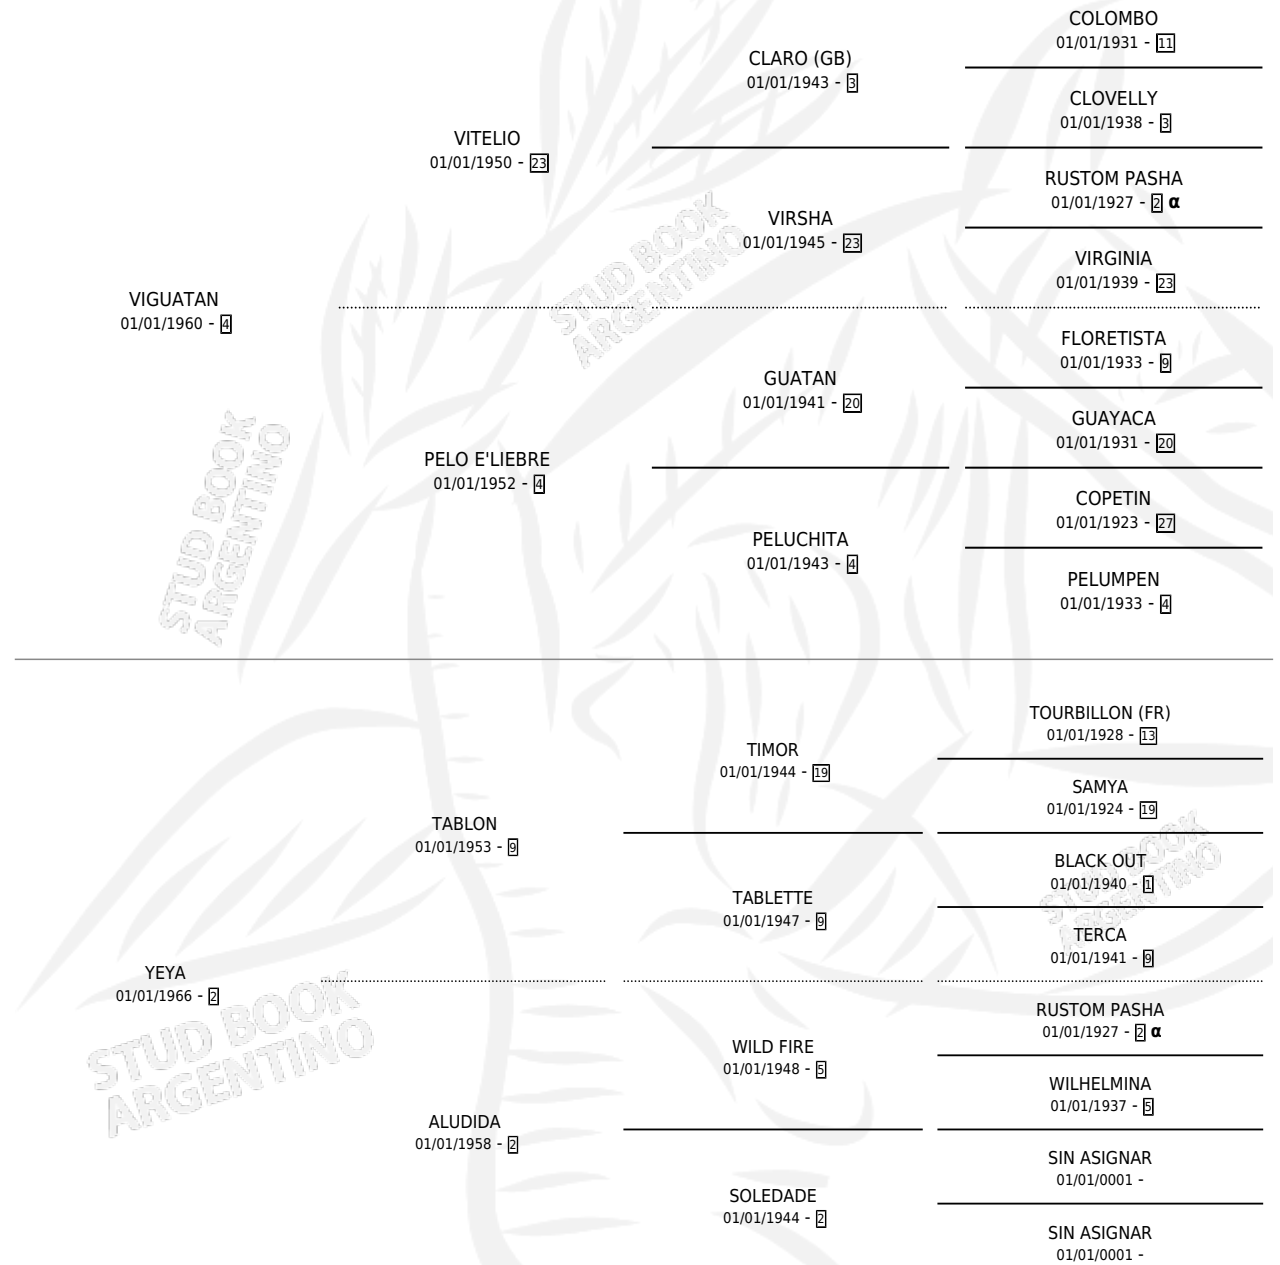 COLOMBO
01/01/1931 - 11
CLARO (GB)
01/01/1943 - 3
CLOVELLY
01/01/1938 - 3
VITELIO
01/01/1950 - 23
RUSTOM PASHA
01/01/1927 - 2 α
VIRSHA
01/01/1945 - 23
VIRGINIA
01/01/1939 - 23
VIGUATAN
01/01/1960 - 4
FLORETISTA
01/01/1933 - 9
GUATAN
01/01/1941 - 20
GUAYACA
01/01/1931 - 20
PELO E'LIEBRE
01/01/1952 - 4
COPETIN
01/01/1923 - 27
PELUCHITA
01/01/1943 - 4
PELUMPEN
01/01/1933 - 4
STUD BOOK
ARGENTINO
STUD BOOK
ARGENTINO
TOURBILLON (FR)
01/01/1928 - 13
TIMOR
01/01/1944 - 19
SAMYA
01/01/1924 - 19
TABLON
01/01/1953 - 9
BLACK OUT
01/01/1940 - 1
TABLETTE
01/01/1947 - 9
TERCA
01/01/1941 - 9
YEYA
01/01/1966 - 2
RUSTOM PASHA
01/01/1927 - 2 α
WILD FIRE
01/01/1948 - 5
WILHELMINA
01/01/1937 - 5
ALUDIDA
01/01/1958 - 2
SIN ASIGNAR
01/01/0001 -
SOLEDADE
01/01/1944 - 2
SIN ASIGNAR
01/01/0001 -
STUD BOOK
ARGENTINO
STUD BOOK
ARGENTINO